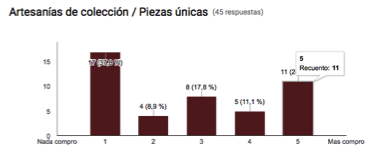 Artesanías de colección / Piezas únicas (45 respuestas)
5
Recuento: 11
15
10
5
0
17 (37,8 %)
4 (8,9 %)
8 (17,8 %)
5 (11,1 %)
11 (2
Nada compro 1 2 3 4 5 Mas compro